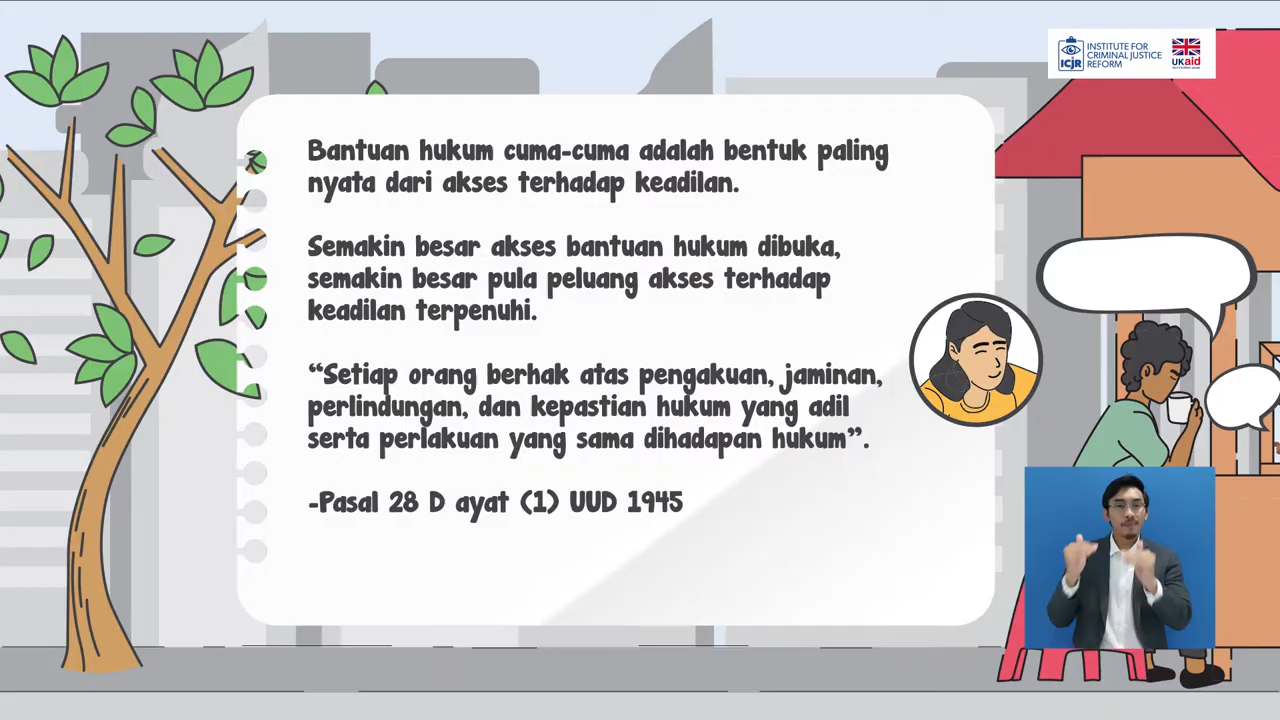 INSTITUTE FOR
CRIMINAL JUSTICE
REFORM
ICJR
UKaid
Bantuan hukum cuma-cuma adalah bentuk paling
nyata dari akses terhadap keadilan.
Semakin besar akses bantuan hukum dibuka,
semakin besar pula peluang akses terhadap
keadilan terpenuhi.
“Setiap orang berhak atas pengakuan, jaminan,
perlindungan, dan kepastian hukum yang adil
serta perlakuan yang sama dihadapan hukum”.
-Pasal 28 D ayat (1) UUD 1945